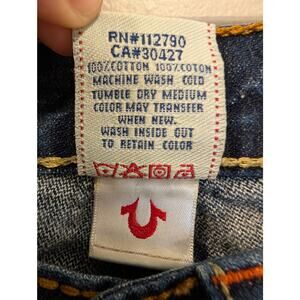 RN#112790
CA#30427
100%COTTON 100%COTON
MACHINE WASH COLD
TUMBLE DRY MEDIUM
COLOR MAY TRANSFER
WHEN NEW.
WASH INSIDE OUT
TO RETAIN COLOR